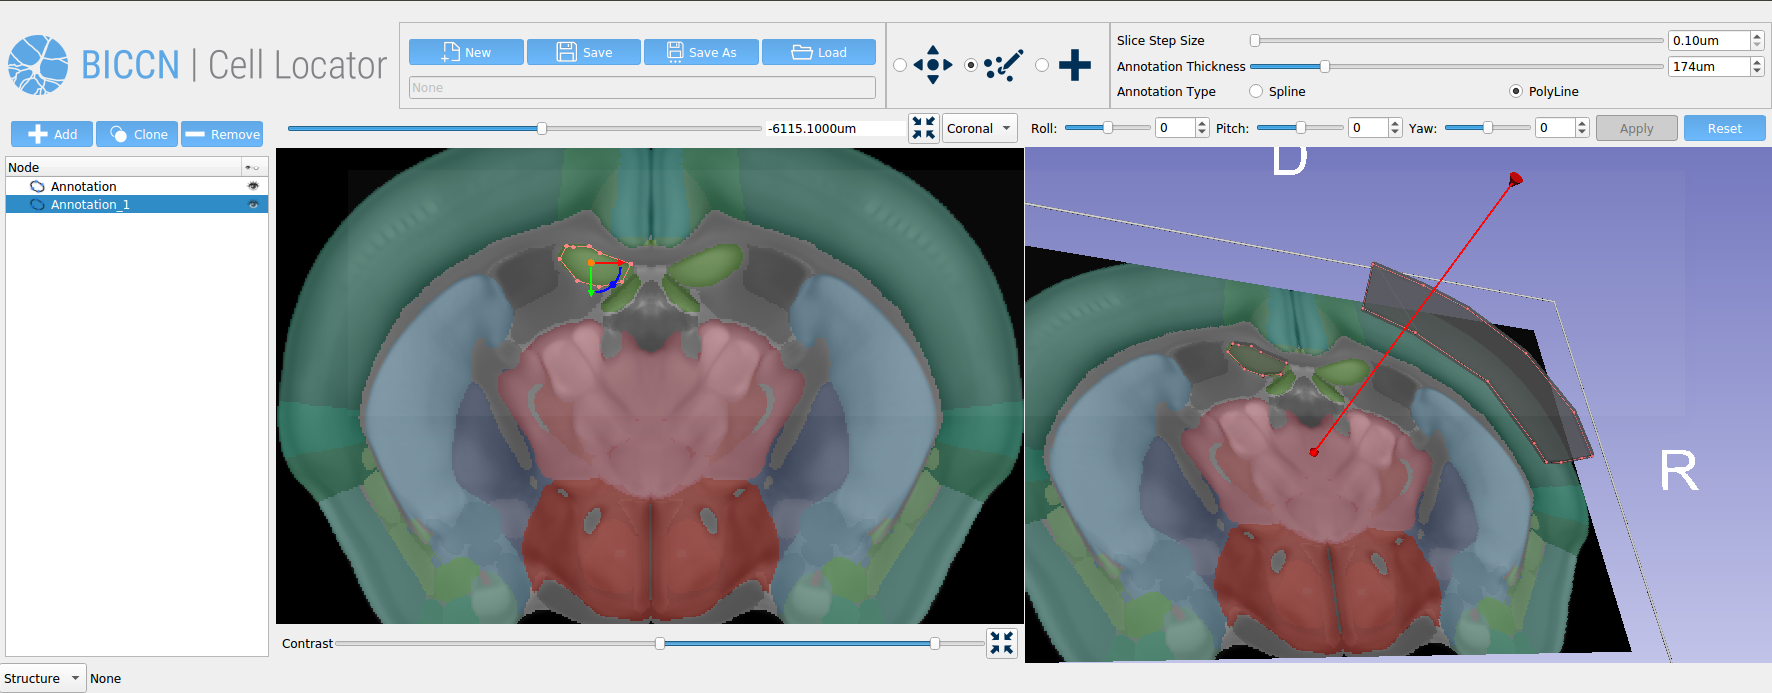 BICCN | Cell Locator
New
Save
Save As
Load
None
Slice Step Size
0.10um
Annotation Thickness
174um
Annotation Type
Spline
PolyLine
Add
Clone
Remove
-6115.1000um
Coronal
Roll:
0
Pitch:
0
Yaw:
0
Apply
Reset
Node
Annotation
Annotation_1
D
R
Contrast
Structure
None